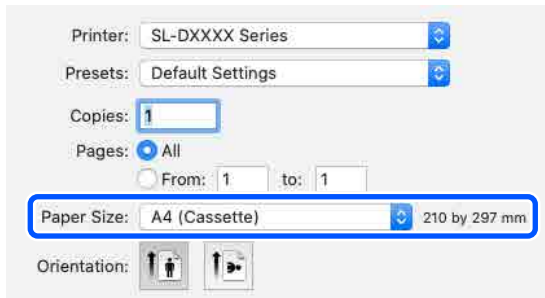 Printer: SL-DXXXX Series
Presets: Default Settings
Copies: 1
Pages: All
From: 1 to: 1
Paper Size: A4 (Cassette) 210 by 297 mm
Orientation: